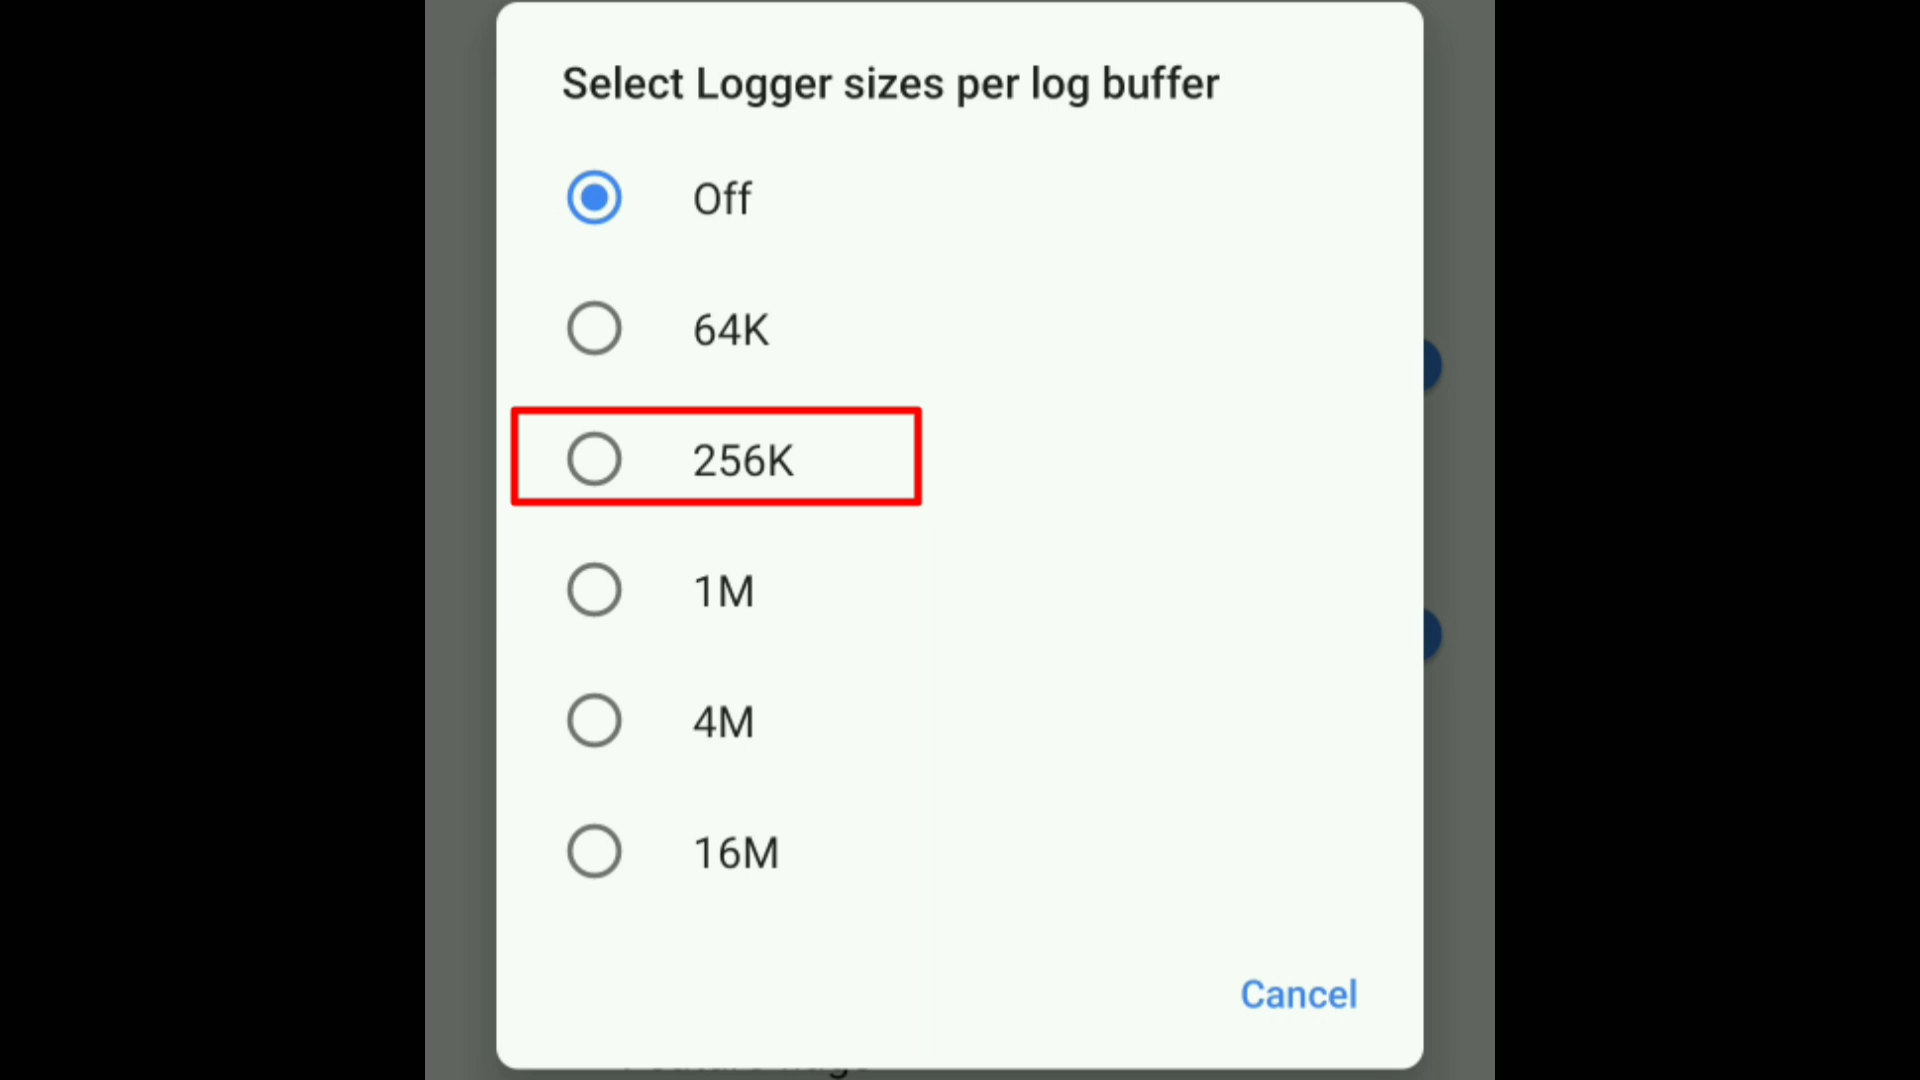 Select Logger sizes per log buffer
Off
64K
256K
1M
4M
16M
Cancel